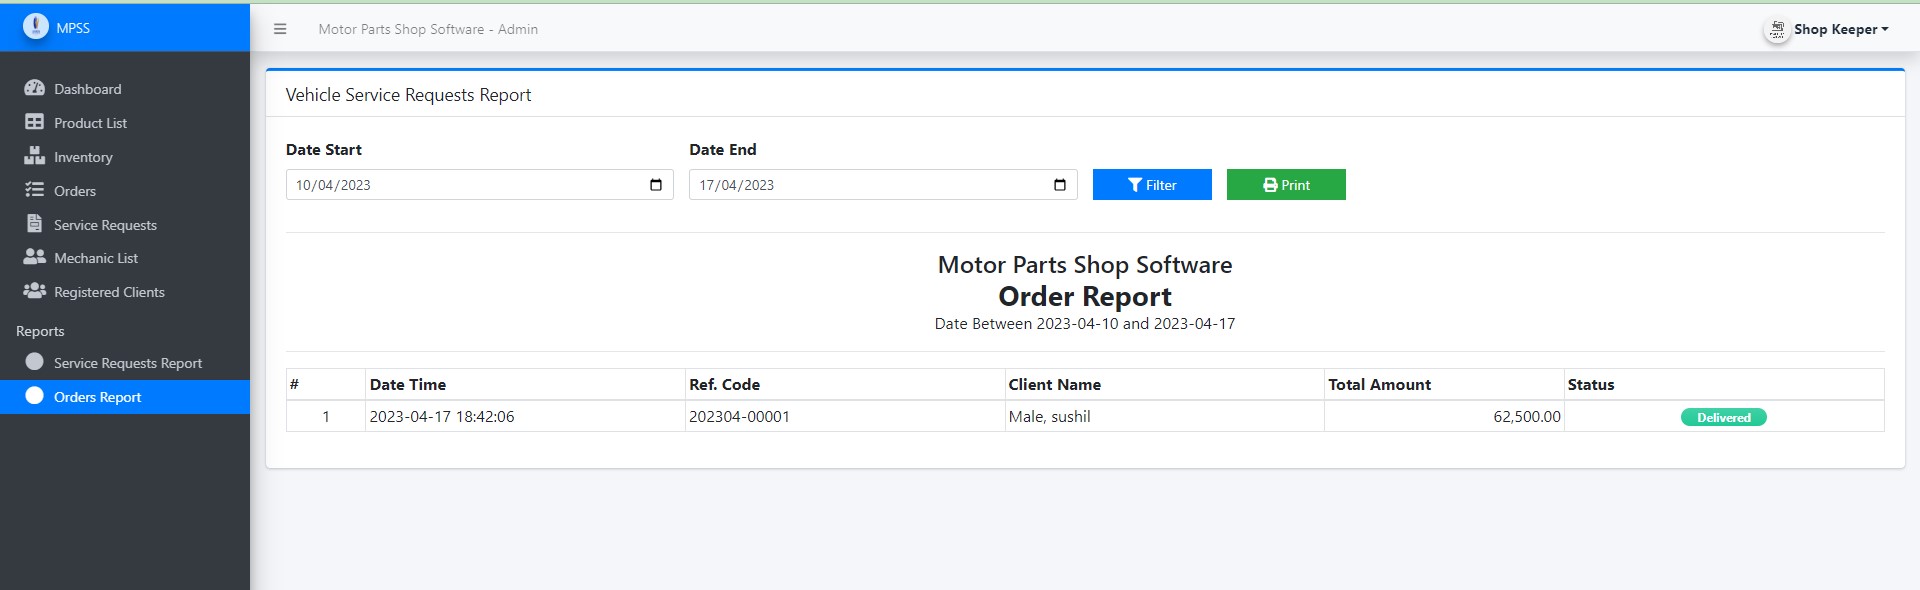 MPSS
Motor Parts Shop Software - Admin
Shop Keeper
Dashboard
Product List
Inventory
Orders
Service Requests
Mechanic List
Registered Clients
Reports
Service Requests Report
Orders Report
Vehicle Service Requests Report
Date Start
Date End
10/04/2023
17/04/2023
Filter
Print
Motor Parts Shop Software
Order Report
Date Between 2023-04-10 and 2023-04-17
# Date Time Ref. Code Client Name Total Amount Status
1 2023-04-17 18:42:06 202304-00001 Male, sushil 62,500.00 Delivered